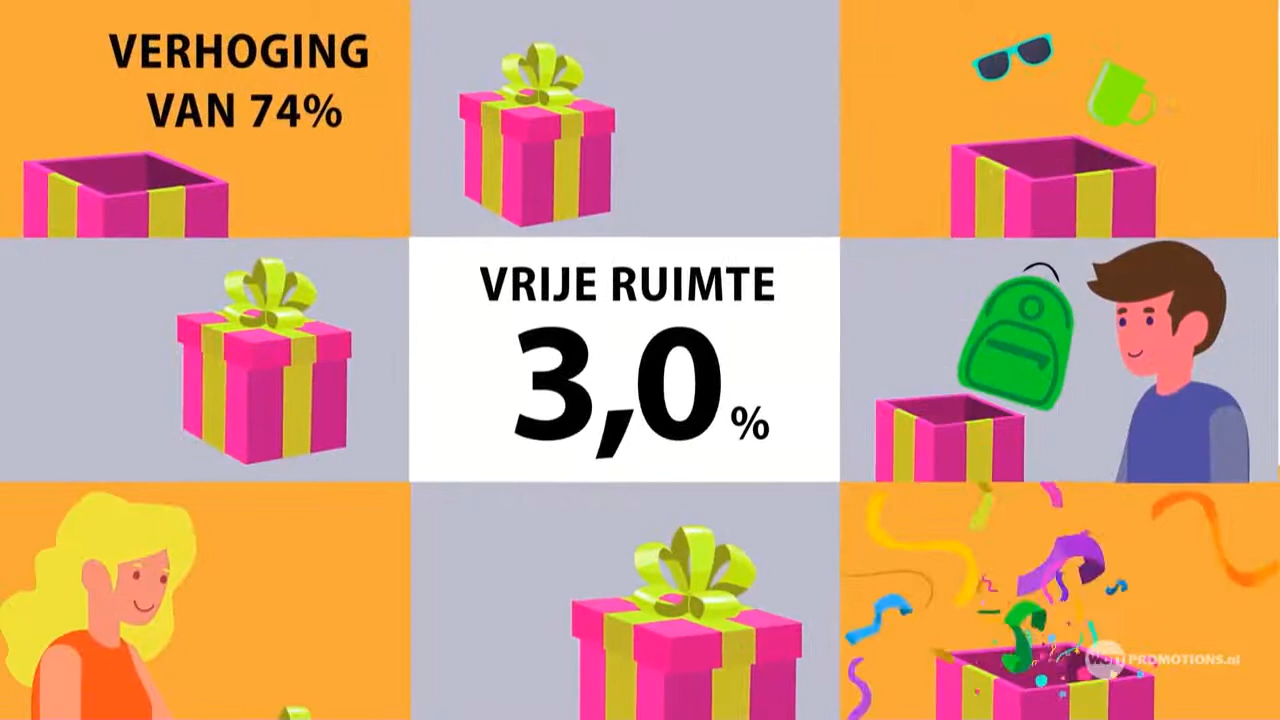 VERHOGING
VAN 74%
VRIJE RUIMTE
3,0 %
PROMOTIONS.nl